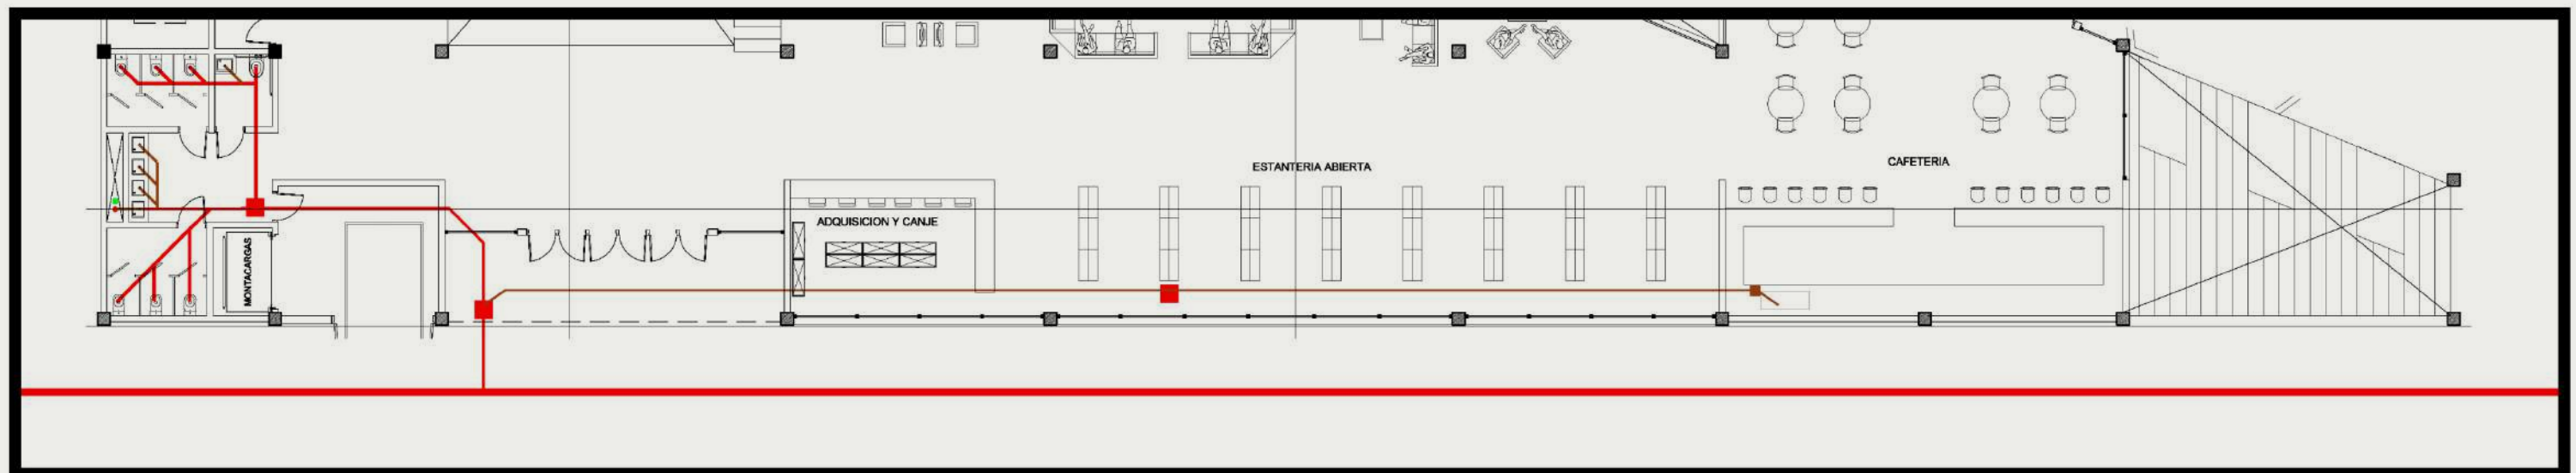 ESTANTERIA ABIERTA
CAFETERIA
ADQUISICION Y CANJE
MONTACARGAS